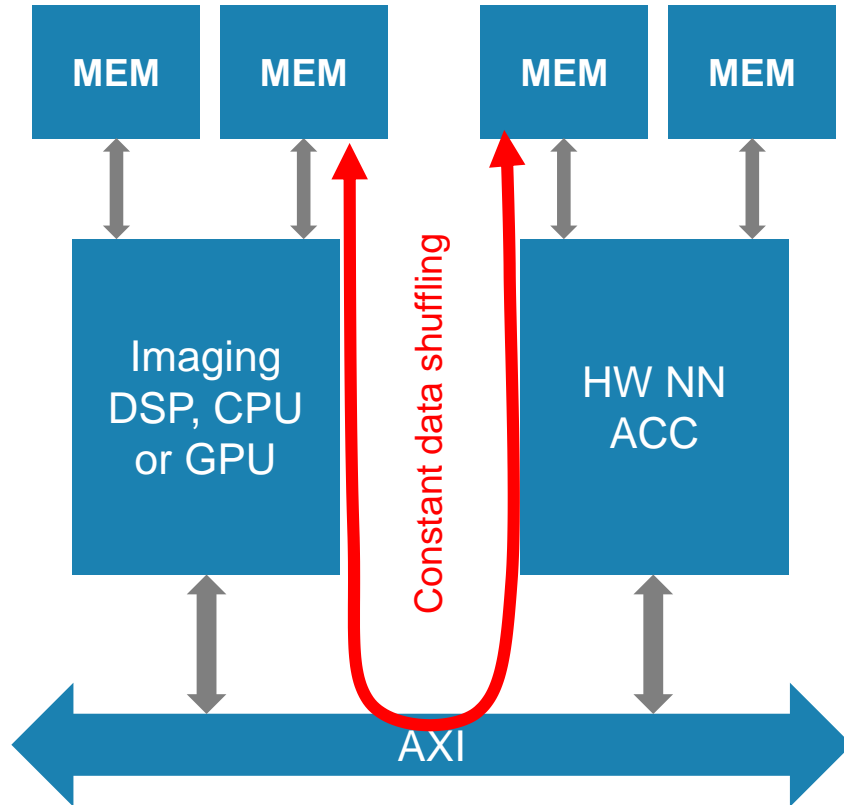 MEM
MEM
MEM
MEM
Imaging
DSP, CPU
or GPU
Constant data shuffling
HW NN
ACC
AXI